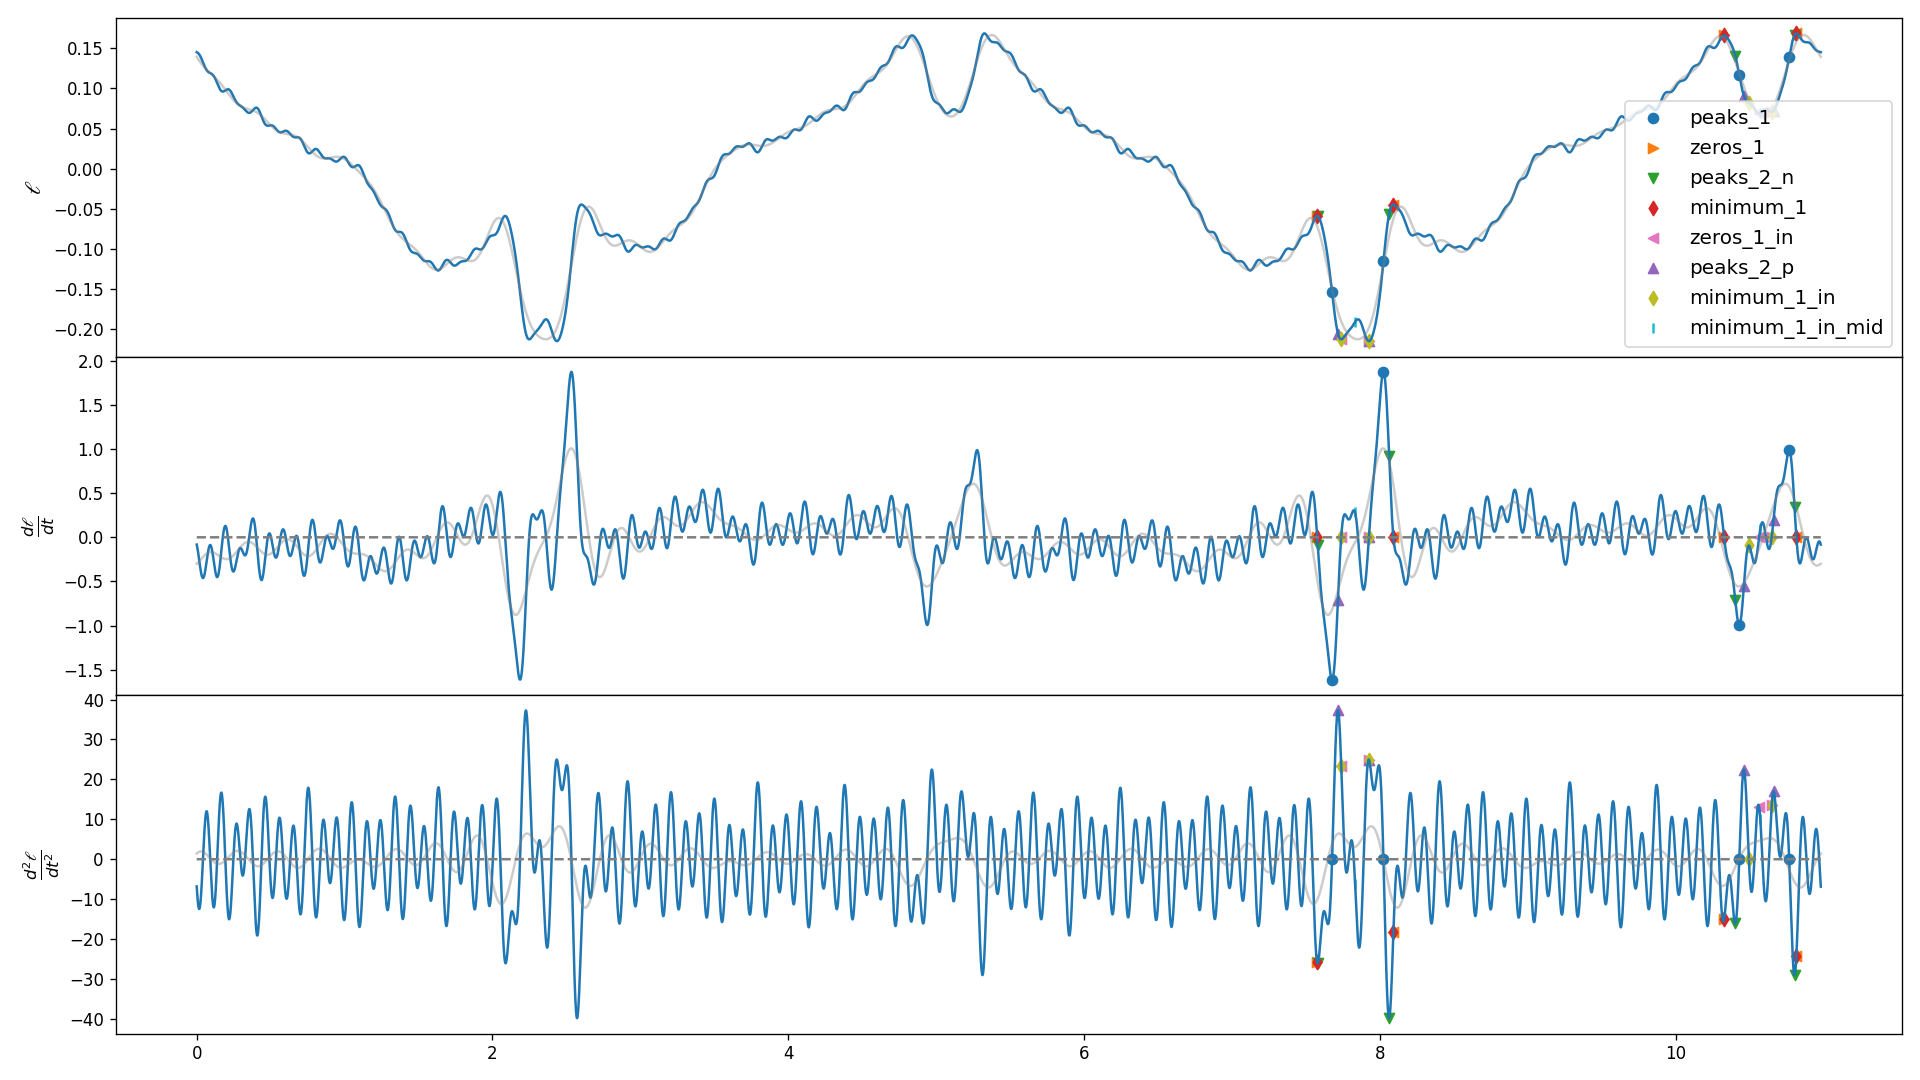 0.15
0.10
0.05
0.00
−0.05
−0.10
−0.15
−0.20
ℓ
peaks_1
zeros_1
peaks_2_n
minimum_1
zeros_1_in
peaks_2_p
minimum_1_in
minimum_1_in_mid
2.0
1.5
1.0
0.5
0.0
−0.5
−1.0
−1.5
dℓ
dt
40
30
20
10
0
−10
−20
−30
−40
d²ℓ
dt²
0 2 4 6 8 10